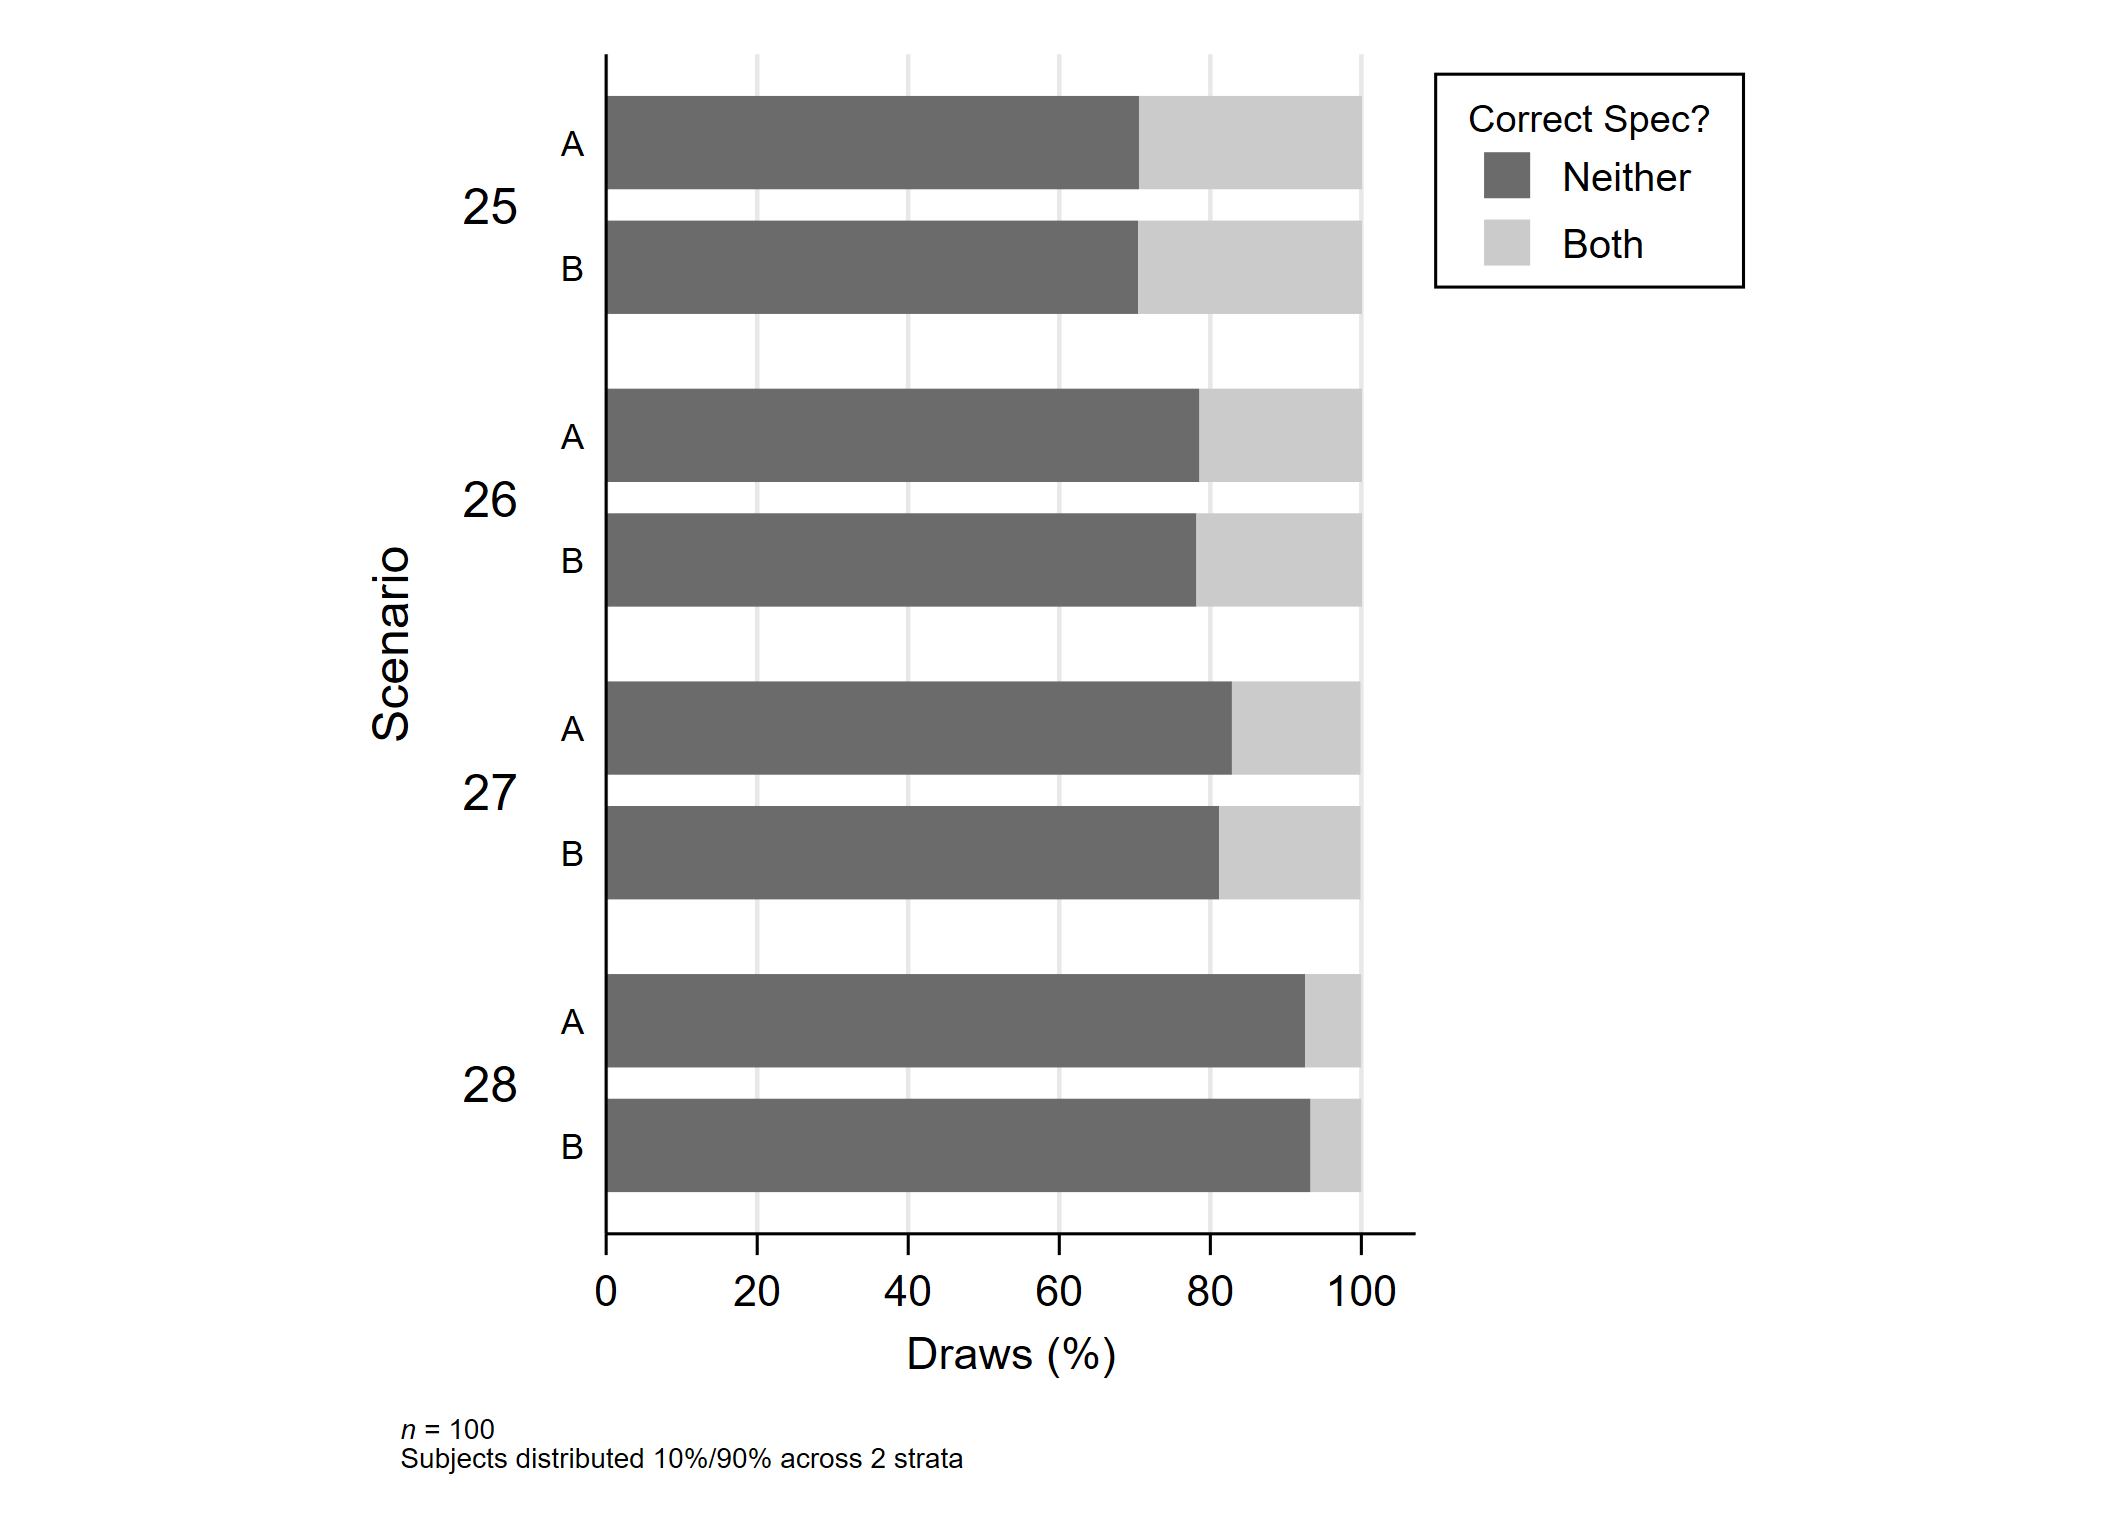 Correct Spec?
Neither
Both
Scenario
25
A
B
26
A
B
27
A
B
28
A
B
0 20 40 60 80 100
Draws (%)
n = 100
Subjects distributed 10%/90% across 2 strata